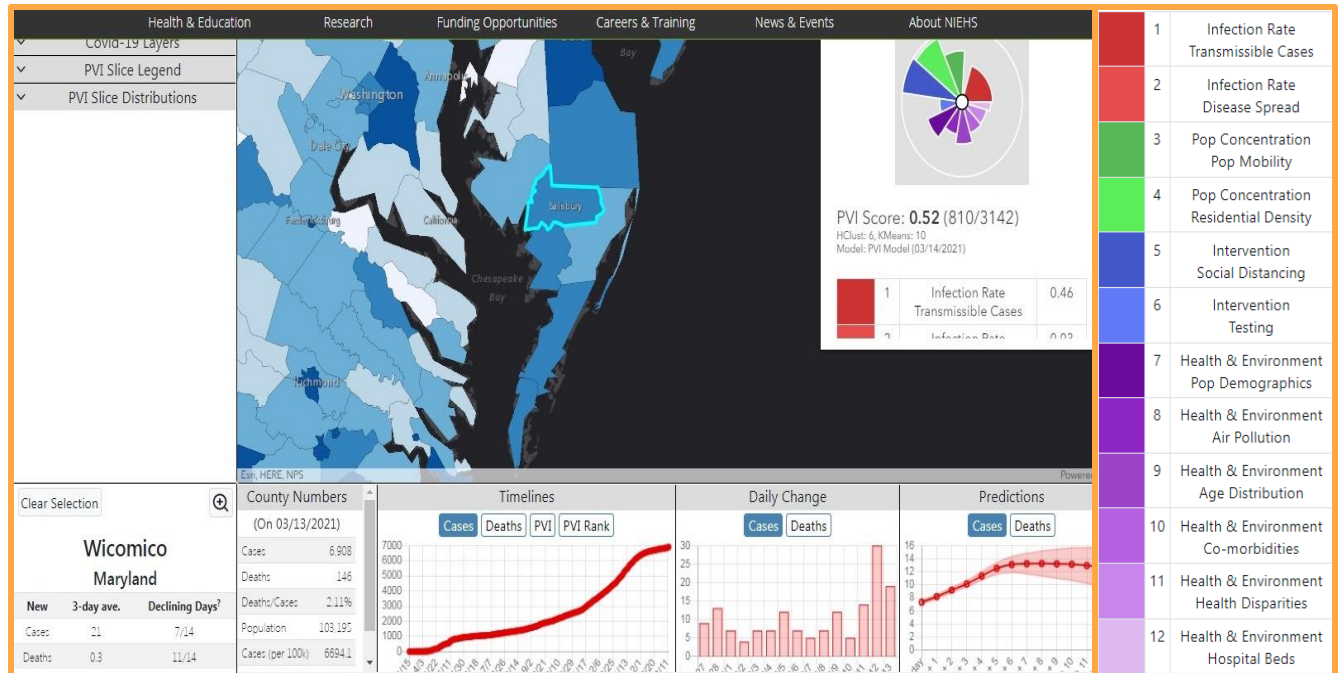 Health & Education Research Funding Opportunities Careers & Training News & Events About NIEHS
Covid-19 Layers
PVI Slice Legend
PVI Slice Distributions
Bay
Annapolis
Washington
Dale City
Fredericksburg
California
Salisbury
Chesapeake
Bay
Richmond
Esri, HERE, NPS
Powered
PVI Score: 0.52 (810/3142)
HClust: 6, KMeans: 10
Model: PVI Model (03/14/2021)
1 Infection Rate 0.46
Transmissible Cases
2 Infection Rate 0.03
1 Infection Rate
Transmissible Cases
2 Infection Rate
Disease Spread
3 Pop Concentration
Pop Mobility
4 Pop Concentration
Residential Density
5 Intervention
Social Distancing
6 Intervention
Testing
7 Health & Environment
Pop Demographics
8 Health & Environment
Air Pollution
9 Health & Environment
Age Distribution
10 Health & Environment
Co-morbidities
11 Health & Environment
Health Disparities
12 Health & Environment
Hospital Beds
Clear Selection
Wicomico
Maryland
New 3-day ave. Declining Days?
Cases 21 7/14
Deaths 0.3 11/14
County Numbers
(On 03/13/2021)
Cases 6,908
Deaths 146
Deaths/Cases 2.11%
Population 103,195
Cases (per 100k) 6694.1
Timelines
Cases Deaths PVI PVI Rank
7000
6000
5000
4000
3000
2000
1000
0
Daily Change
Cases Deaths
30
25
20
15
10
5
0
Predictions
Cases Deaths
16
14
12
10
8
6
4
2
0